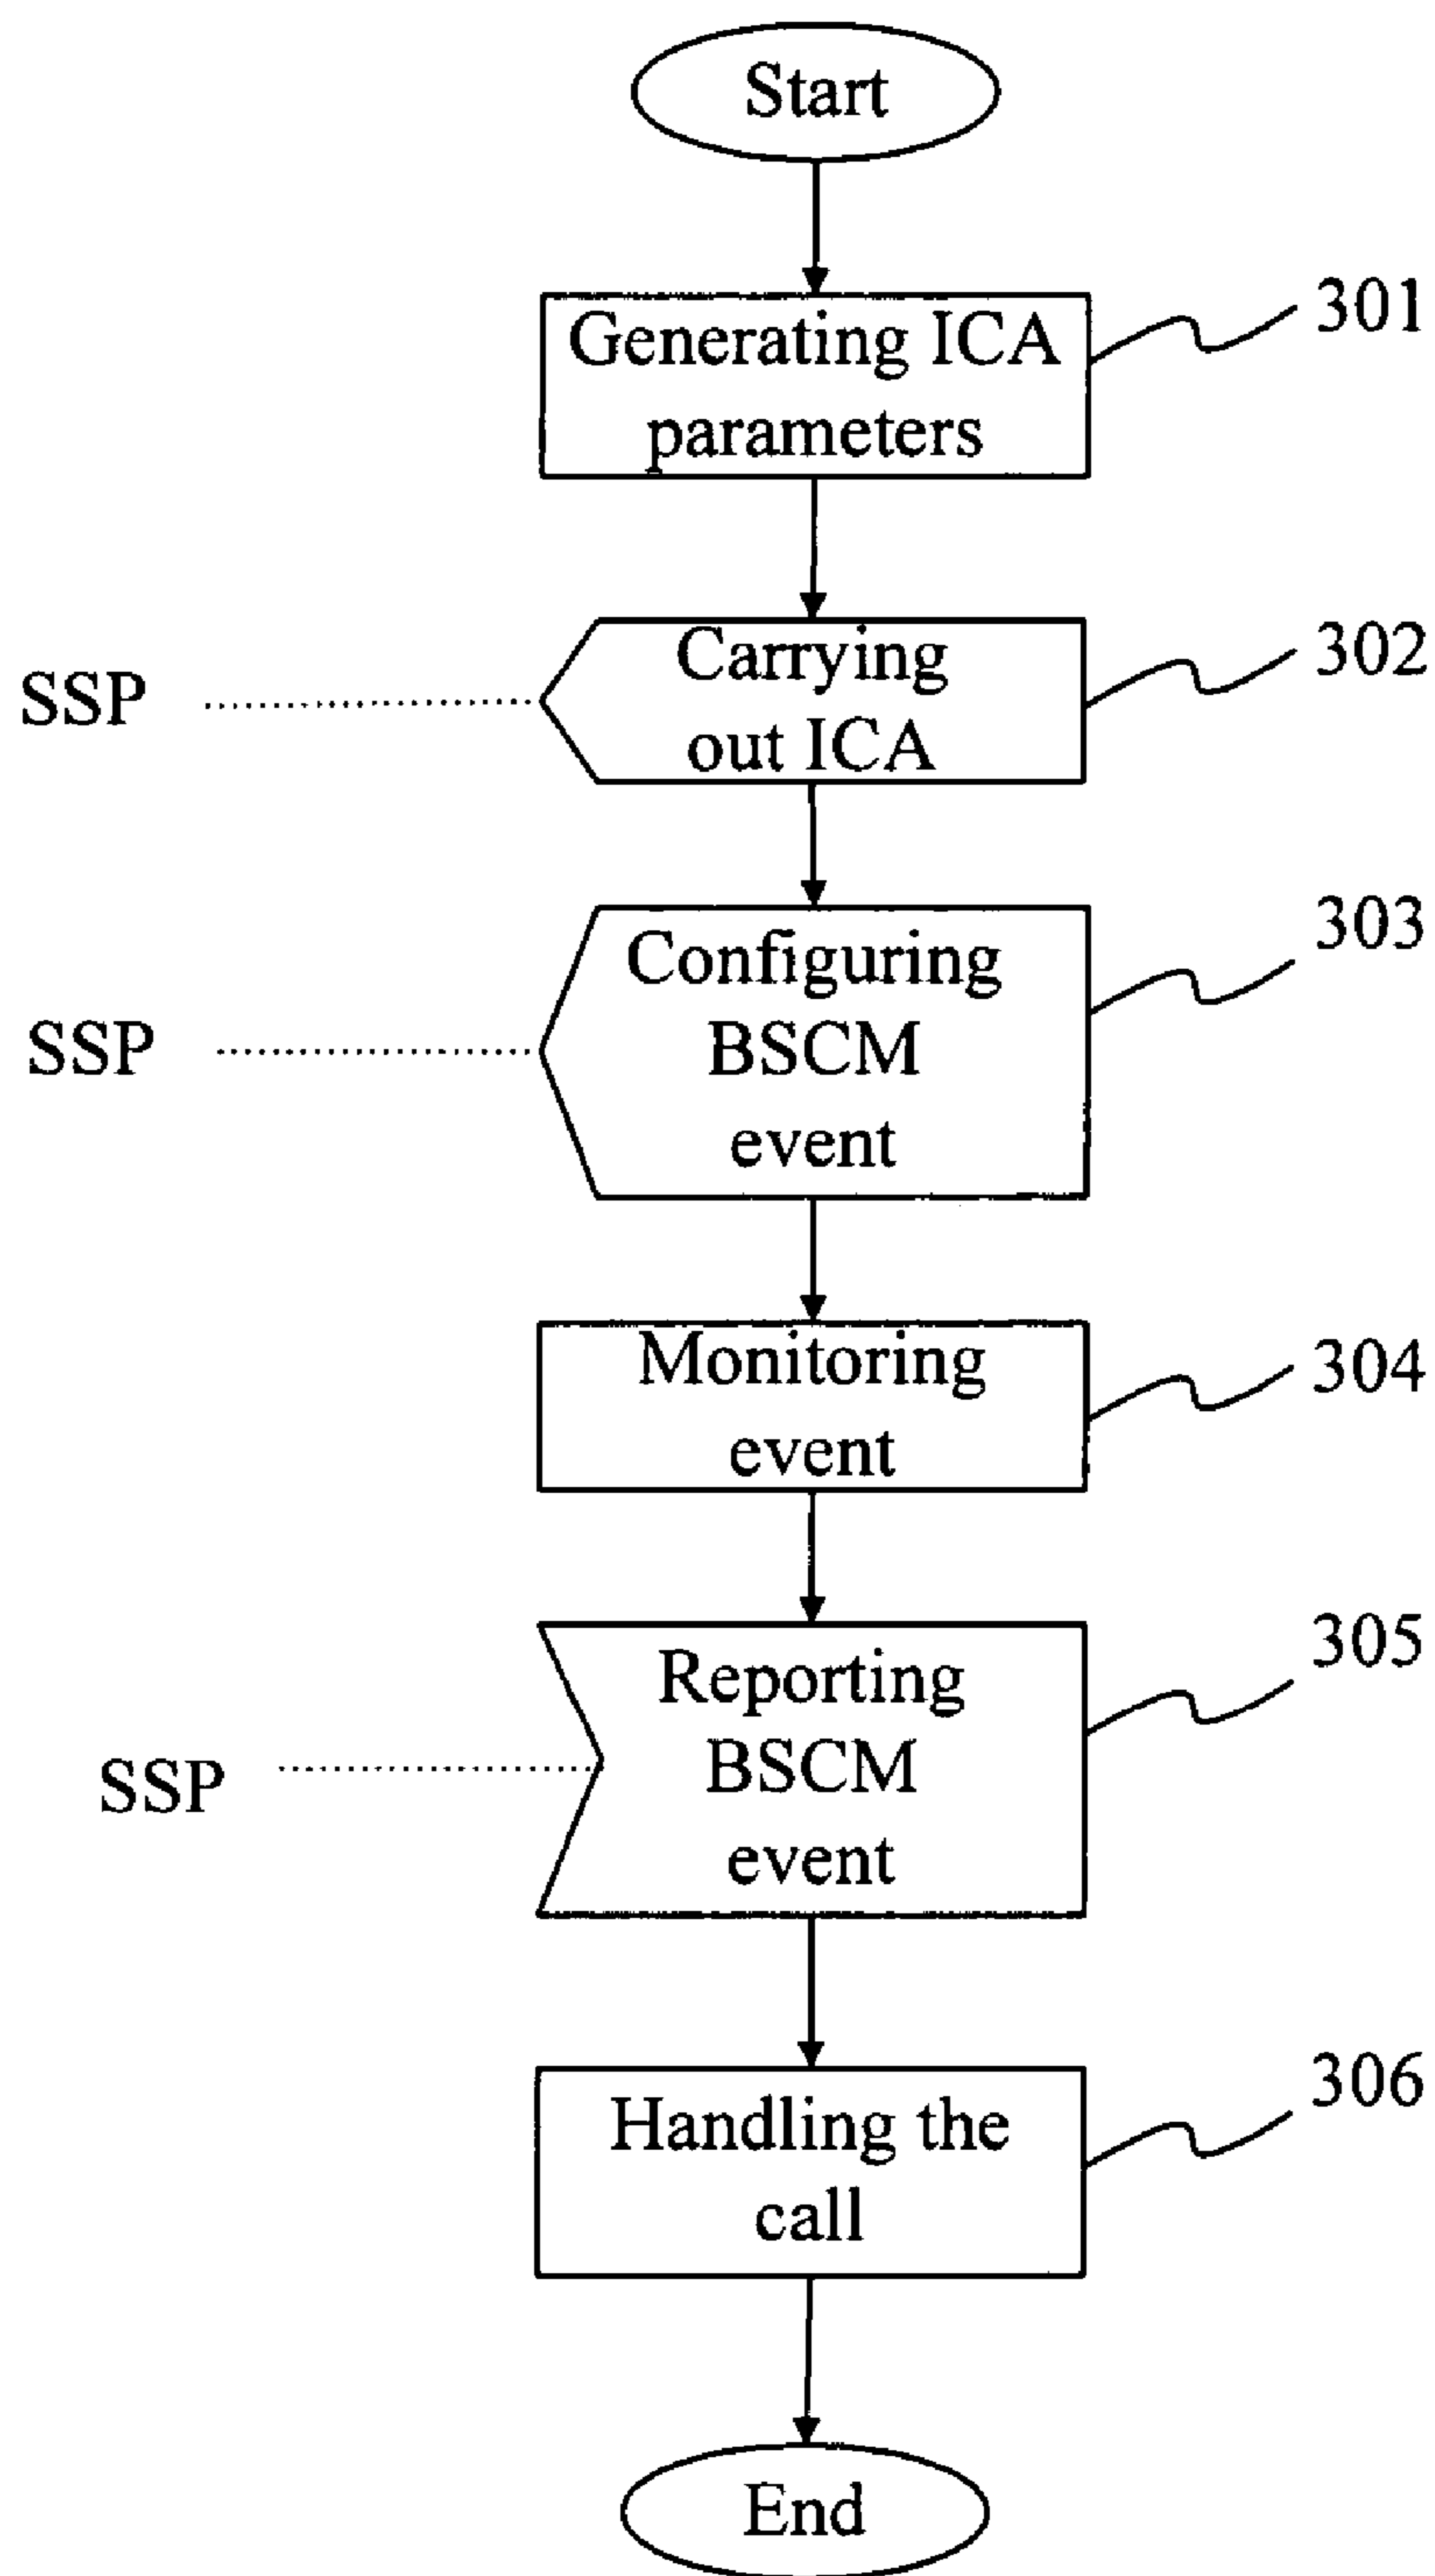 Start
Generating ICA
parameters
301
SSP
Carrying
out ICA
302
SSP
Configuring
BSCM
event
303
Monitoring
event
304
SSP
Reporting
BSCM
event
305
Handling the
call
306
End